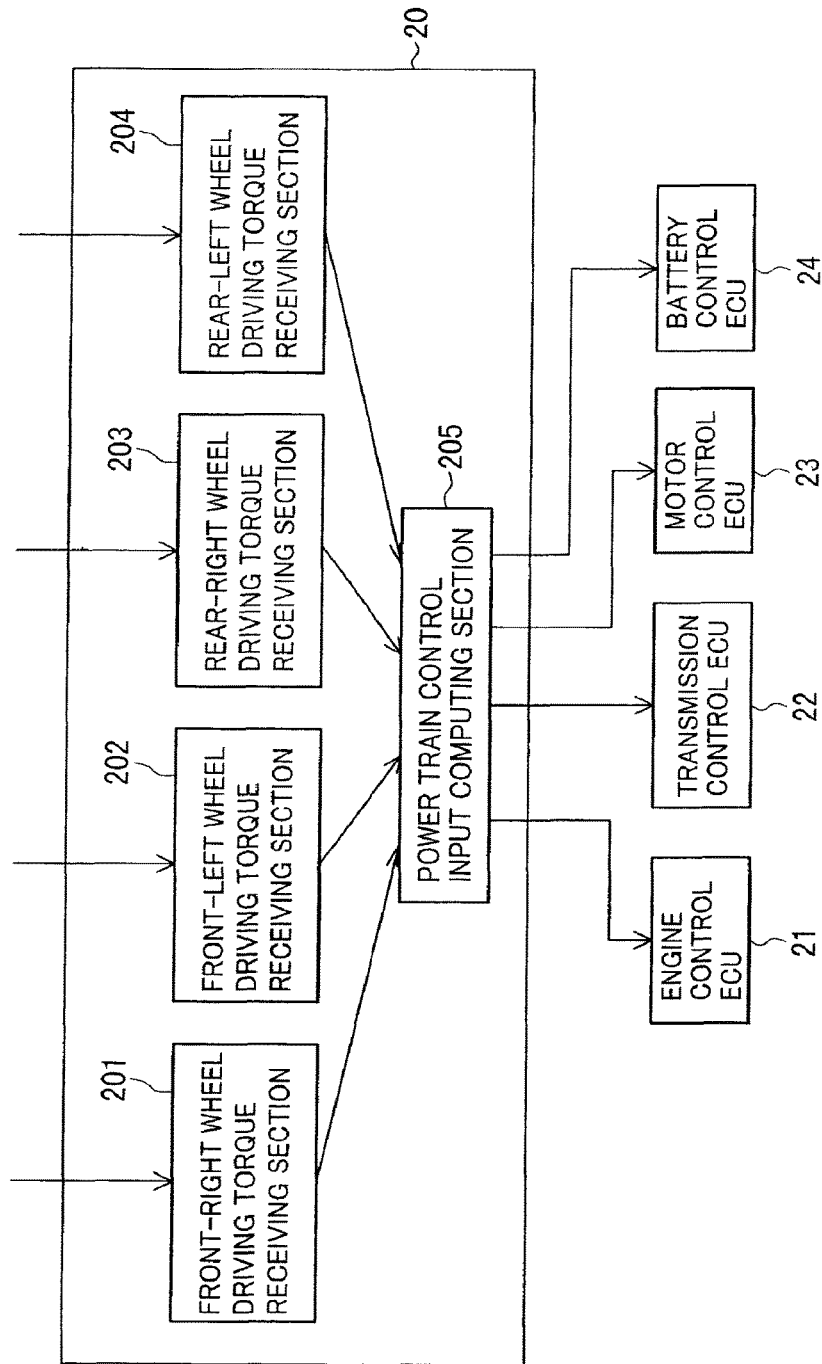 20
201
FRONT-RIGHT WHEEL
DRIVING TORQUE
RECEIVING SECTION
202
FRONT-LEFT WHEEL
DRIVING TORQUE
RECEIVING SECTION
203
REAR-RIGHT WHEEL
DRIVING TORQUE
RECEIVING SECTION
204
REAR-LEFT WHEEL
DRIVING TORQUE
RECEIVING SECTION
205
POWER TRAIN CONTROL
INPUT COMPUTING SECTION
ENGINE
CONTROL
ECU
21
TRANSMISSION
CONTROL ECU
22
MOTOR
CONTROL
ECU
23
BATTERY
CONTROL
ECU
24